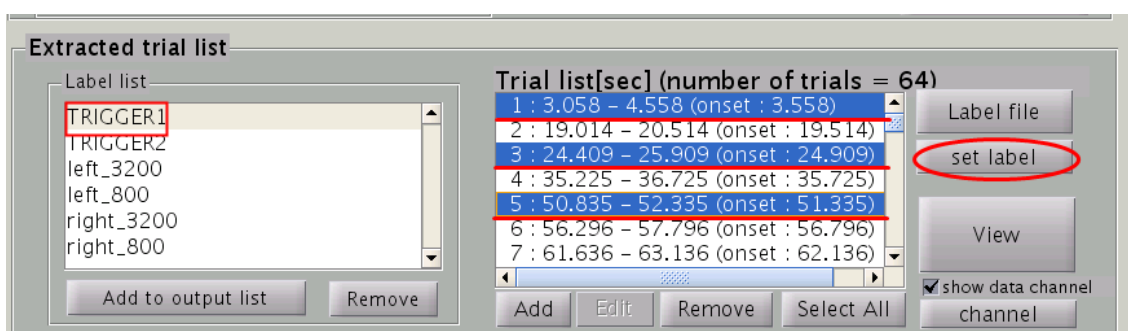 Extracted trial list
Label list
TRIGGER1
TRIGGER2
left_3200
left_800
right_3200
right_800
Add to output list
Remove
Trial list[sec] (number of trials = 64)
1 : 3.058 – 4.558 (onset : 3.558)
2 : 19.014 – 20.514 (onset : 19.514)
3 : 24.409 – 25.909 (onset : 24.909)
4 : 35.225 – 36.725 (onset : 35.725)
5 : 50.835 – 52.335 (onset : 51.335)
6 : 56.296 – 57.796 (onset : 56.796)
7 : 61.636 – 63.136 (onset : 62.136)
Add
Edit
Remove
Select All
Label file
set label
View
show data channel
channel